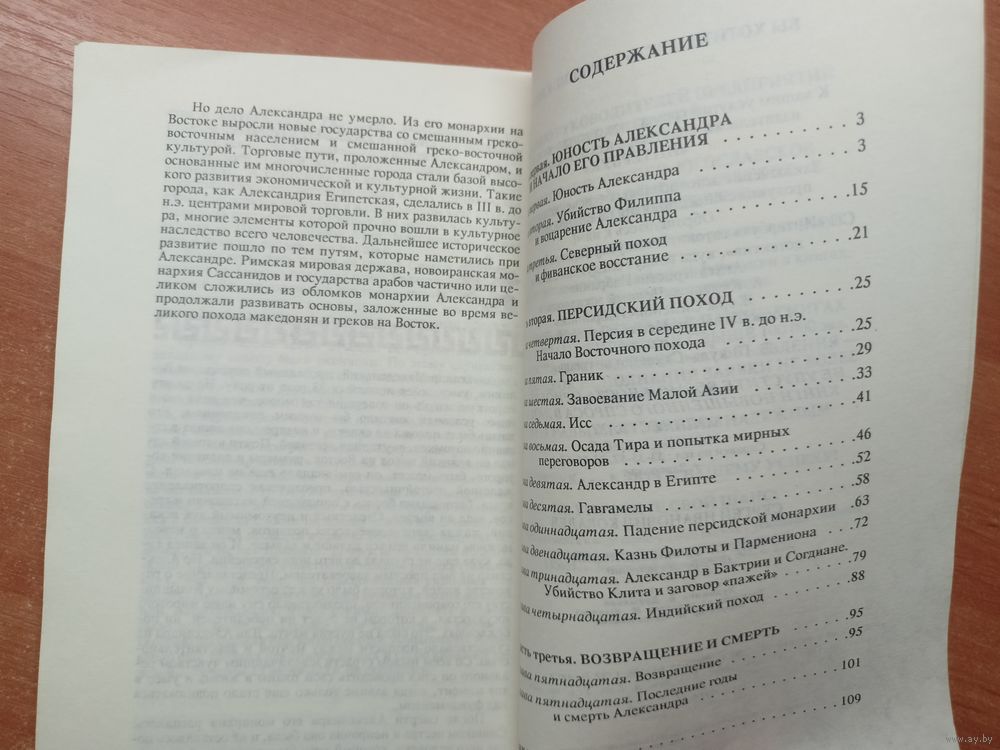 Но дело Александра не умерло. Из его монархии на
Востоке выросли новые государства со смешанным греко-
восточным населением и смешанной греко-восточной
культурой. Торговые пути, проложенные Александром, и
основанные им многочисленные города стали базой высо-
кого развития экономической и культурной жизни. Такие
города, как Александрия Египетская, сделались в III в. до
н.э. центрами мировой торговли. В них развилась культу-
ра, многие элементы которой прочно вошли в культурное
наследство всего человечества. Дальнейшее историческое
развитие пошло по тем путям, которые наметились при
Александре. Римская мировая держава, новоиранская мо-
нархия Сассанидов и государства арабов частично или це-
ликом сложились из обломков монархии Александра и
продолжали развивать основы, заложенные во время ве-
ликого похода македонян и греков на Восток.
СОДЕРЖАНИЕ
ЮНОСТЬ АЛЕКСАНДРА
И НАЧАЛО ЕГО ПРАВЛЕНИЯ . . . . . . . 3
первая. Юность Александра . . . . . . . . 3
вторая. Убийство Филиппа
и воцарение Александра . . . . . . . . 15
третья. Северный поход
и фиванское восстание . . . . . . . . 21
вторая. ПЕРСИДСКИЙ ПОХОД . . . . . . 25
четвертая. Персия в середине IV в. до н.э.
Начало Восточного похода . . . . . . . 25
пятая. Граник . . . . . . . . . . . . 29
шестая. Завоевание Малой Азии . . . . . . 33
седьмая. Исс . . . . . . . . . . . . 41
восьмая. Осада Тира и попытка мирных
переговоров . . . . . . . . . . . 46
девятая. Александр в Египте . . . . . . . 52
десятая. Гавгамелы . . . . . . . . . . 58
одиннадцатая. Падение персидской монархии . 63
двенадцатая. Казнь Филоты и Пармениона . . 72
тринадцатая. Александр в Бактрии и Согдиане.
Убийство Клита и заговор «пажей» . . . . . 79
четырнадцатая. Индийский поход . . . . . 88
третья. ВОЗВРАЩЕНИЕ И СМЕРТЬ . . . . 95
пятнадцатая. Возвращение . . . . . . . 95
пятнадцатая. Последние годы
и смерть Александра . . . . . . . . 101
. . . . . . . . . . . . . . . 109
www.ay.by